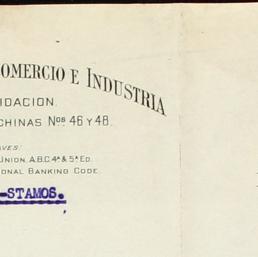 OMERCIO E INDUSTRIA
IDACION.
CHINAS Nos 46 Y 48.
AVES:
UNION, A.B.C. 4ª & 5ª ED.
ONAL BANKING CODE.
-STAMOS.